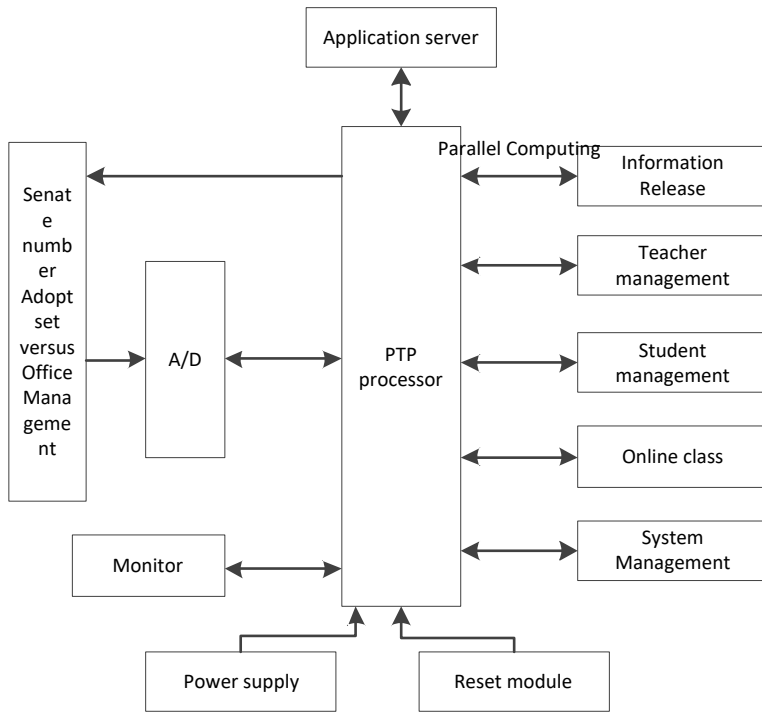 Application server
Parallel Computing
Information
Release
Senat
e
numb
er
Adopt
set
versus
Office
Mana
geme
nt
A/D
PTP
processor
Teacher
management
Student
management
Online class
System
Management
Monitor
Power supply
Reset module